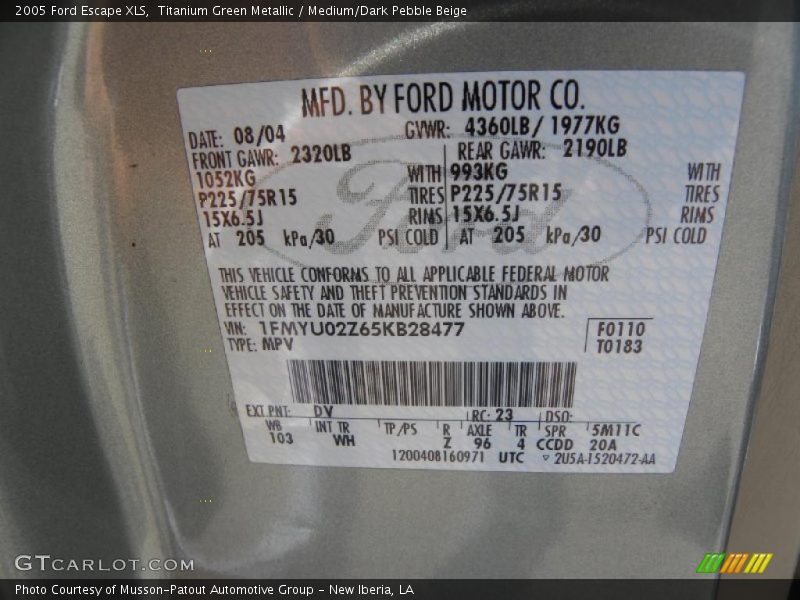 2005 Ford Escape XLS,  Titanium Green Metallic / Medium/Dark Pebble Beige
MFD. BY FORD MOTOR CO.
DATE: 08/04 GVWR: 4360LB/ 1977KG
FRONT GAWR: 2320LB REAR GAWR: 2190LB
1052KG WITH 993KG WITH
P225/75R15 TIRES P225/75R15 TIRES
15X6.5J RIMS 15X6.5J RIMS
AT 205 kPa/30 PSI COLD AT 205 kPa/30 PSI COLD
Ford
THIS VEHICLE CONFORMS TO ALL APPLICABLE FEDERAL MOTOR
VEHICLE SAFETY AND THEFT PREVENTION STANDARDS IN
EFFECT ON THE DATE OF MANUFACTURE SHOWN ABOVE.
VIN: 1FMYU02Z65KB28477 F0110
TYPE: MPV T0183
EXT PNT: DV RC: 23 DSO:
WB INT TR TP/PS R AXLE TR SPR 5M11C
103 WH Z 96 4 CCDD 20A
1200408160971 UTC ▽ 2U5A-1520472-AA
GTCARLOT.COM
Photo Courtesy of Musson-Patout Automotive Group - New Iberia, LA